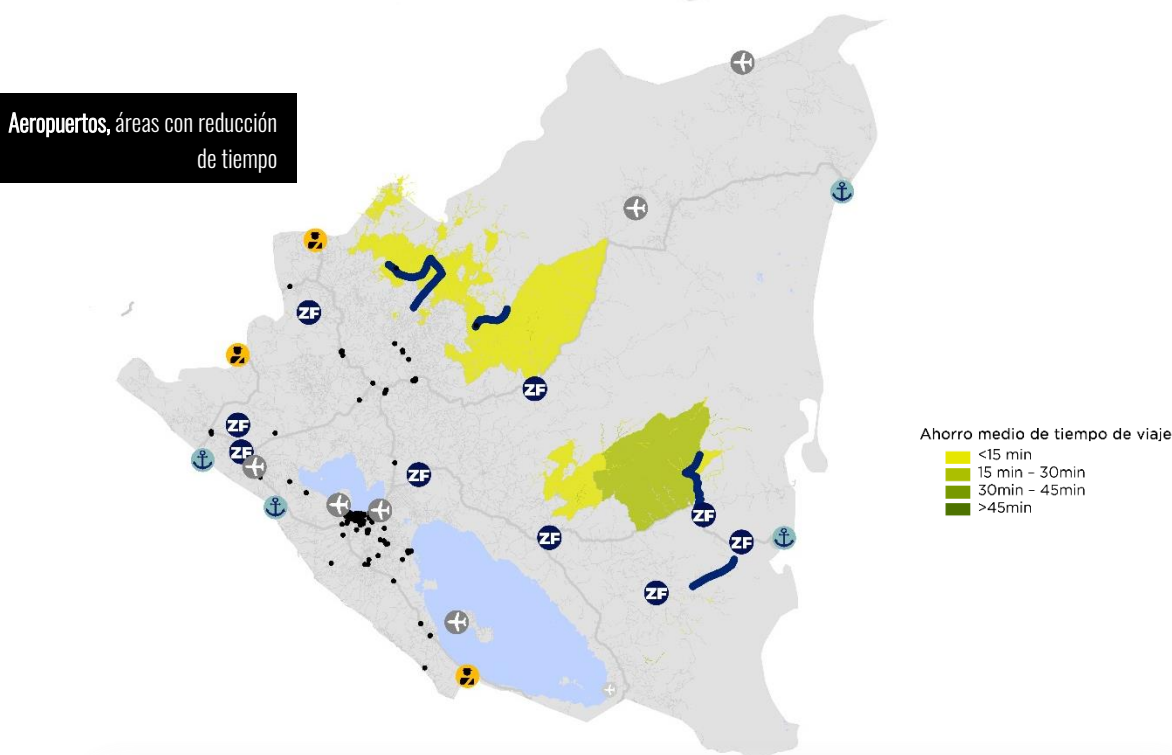 Aeropuertos, áreas con reducción
de tiempo
ZF
ZF
ZF
ZF
ZF
ZF
ZF
ZF
ZF
Ahorro medio de tiempo de viaje
<15 min
15 min - 30min
30min - 45min
>45min